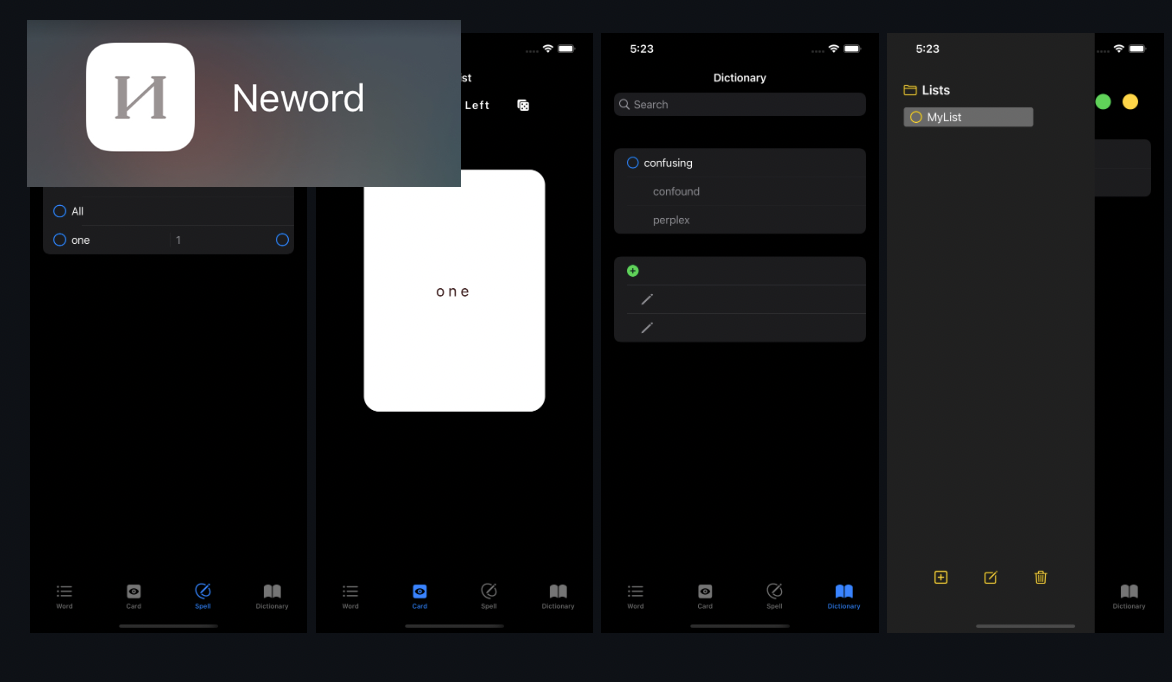 И Neword
All
one 1
Word Card Spell Dictionary
st
Left
one
Word Card Spell Dictionary
5:23
Dictionary
Search
confusing
confound
perplex
Word Card Spell Dictionary
5:23
Lists
MyList
Dictionary